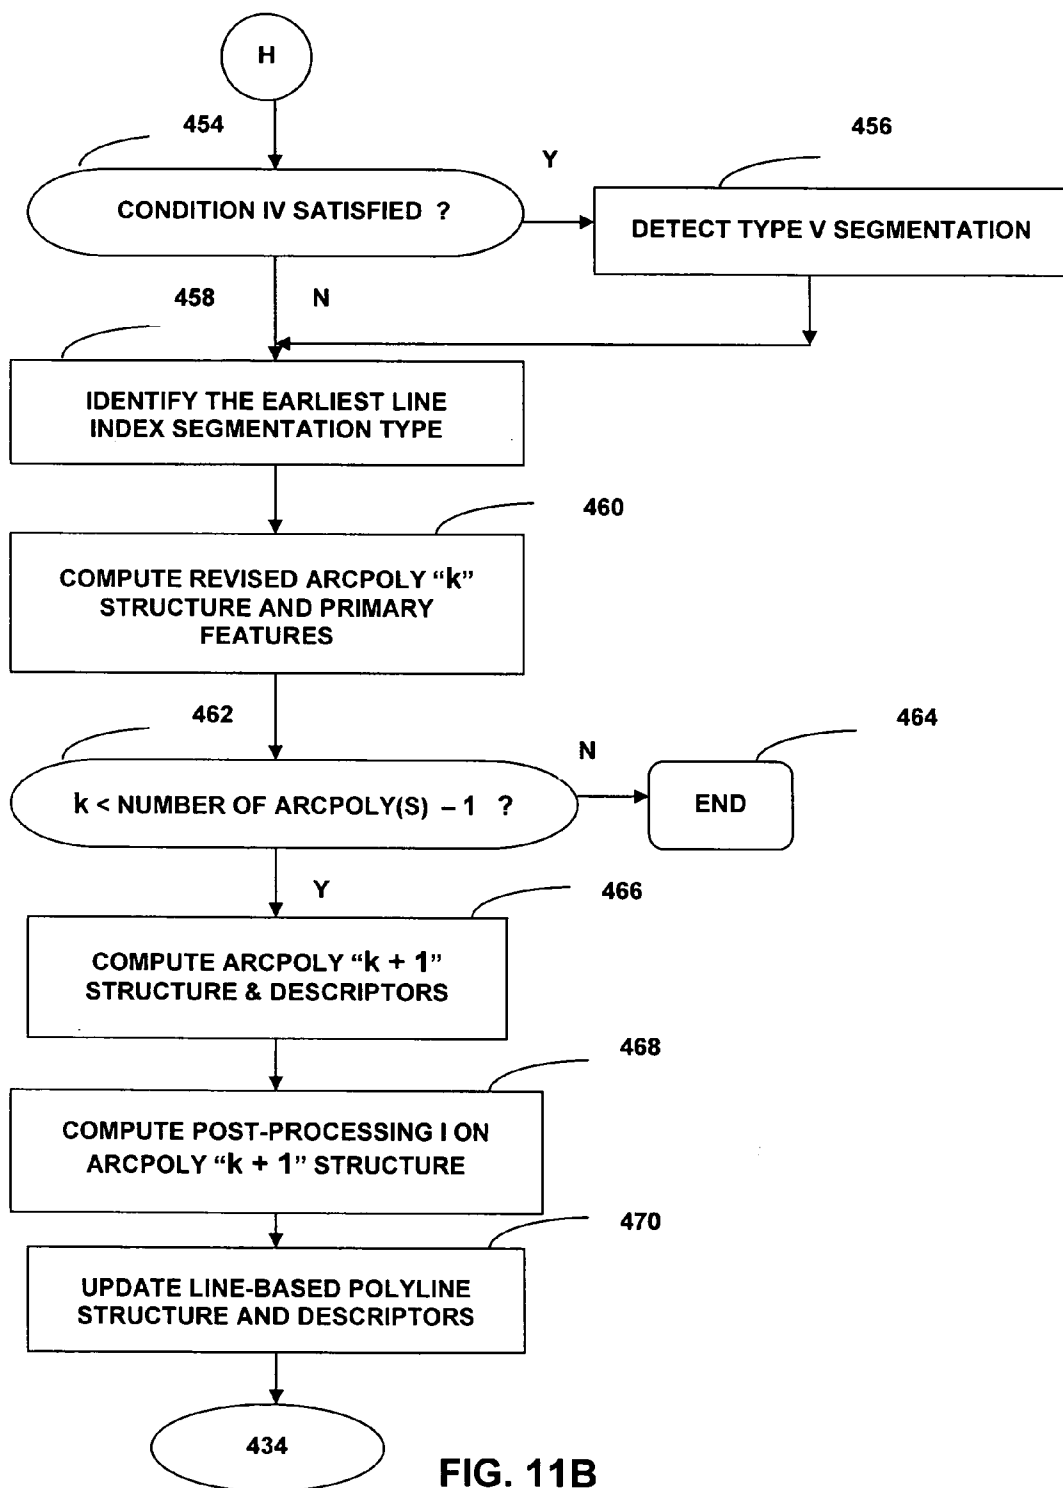 H
454
456
Y
CONDITION IV SATISFIED ?
DETECT TYPE V SEGMENTATION
458
N
IDENTIFY THE EARLIEST LINE
INDEX SEGMENTATION TYPE
460
COMPUTE REVISED ARCPOLY “k”
STRUCTURE AND PRIMARY
FEATURES
462
464
N
k < NUMBER OF ARCPOLY(S) – 1 ?
END
Y
466
COMPUTE ARCPOLY “k + 1”
STRUCTURE & DESCRIPTORS
468
COMPUTE POST-PROCESSING I ON
ARCPOLY “k + 1” STRUCTURE
470
UPDATE LINE-BASED POLYLINE
STRUCTURE AND DESCRIPTORS
434
FIG. 11B